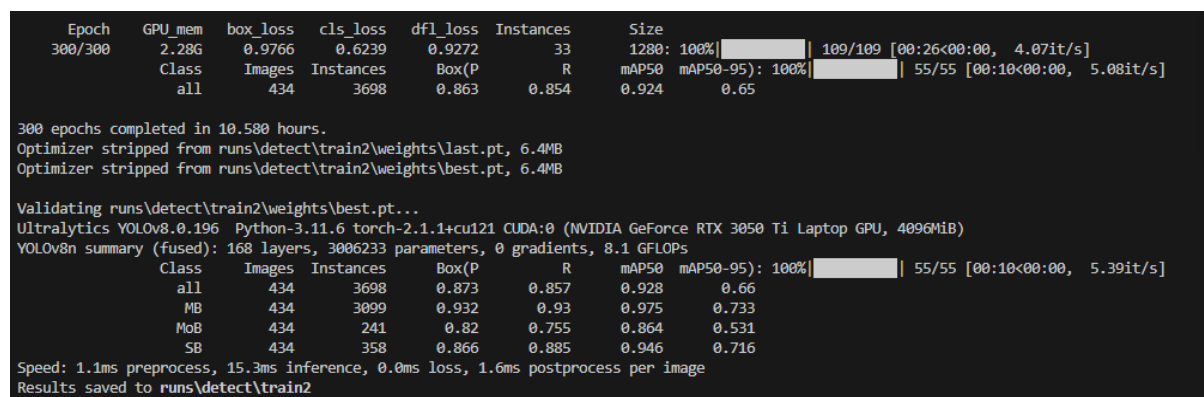 Epoch GPU_mem box_loss cls_loss dfl_loss Instances Size
300/300 2.28G 0.9766 0.6239 0.9272 33 1280: 100%| | 109/109 [00:26<00:00, 4.07it/s]
Class Images Instances Box(P R mAP50 mAP50-95): 100%| | 55/55 [00:10<00:00, 5.08it/s]
all 434 3698 0.863 0.854 0.924 0.65
300 epochs completed in 10.580 hours.
Optimizer stripped from runs\detect\train2\weights\last.pt, 6.4MB
Optimizer stripped from runs\detect\train2\weights\best.pt, 6.4MB
Validating runs\detect\train2\weights\best.pt...
Ultralytics YOLOv8.0.196 Python-3.11.6 torch-2.1.1+cu121 CUDA:0 (NVIDIA GeForce RTX 3050 Ti Laptop GPU, 4096MiB)
YOLOv8n summary (fused): 168 layers, 3006233 parameters, 0 gradients, 8.1 GFLOPs
Class Images Instances Box(P R mAP50 mAP50-95): 100%| | 55/55 [00:10<00:00, 5.39it/s]
all 434 3698 0.873 0.857 0.928 0.66
MB 434 3099 0.932 0.93 0.975 0.733
MoB 434 241 0.82 0.755 0.864 0.531
SB 434 358 0.866 0.885 0.946 0.716
Speed: 1.1ms preprocess, 15.3ms inference, 0.0ms loss, 1.6ms postprocess per image
Results saved to runs\detect\train2